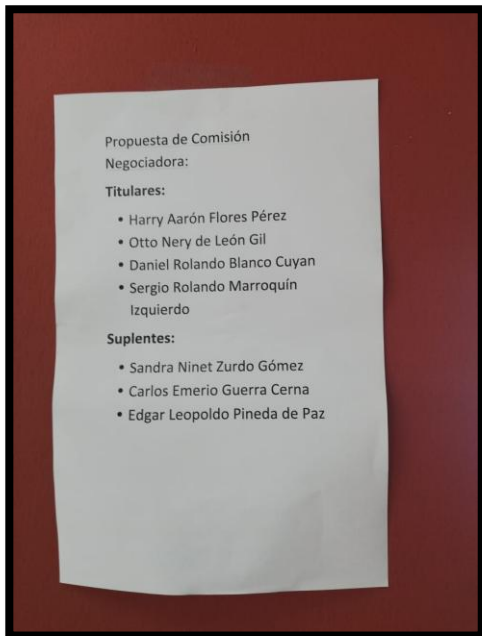 Propuesta de Comisión
Negociadora:
Titulares:
• Harry Aarón Flores Pérez
• Otto Nery de León Gil
• Daniel Rolando Blanco Cuyan
• Sergio Rolando Marroquín
Izquierdo
Suplentes:
• Sandra Ninet Zurdo Gómez
• Carlos Emerio Guerra Cerna
• Edgar Leopoldo Pineda de Paz